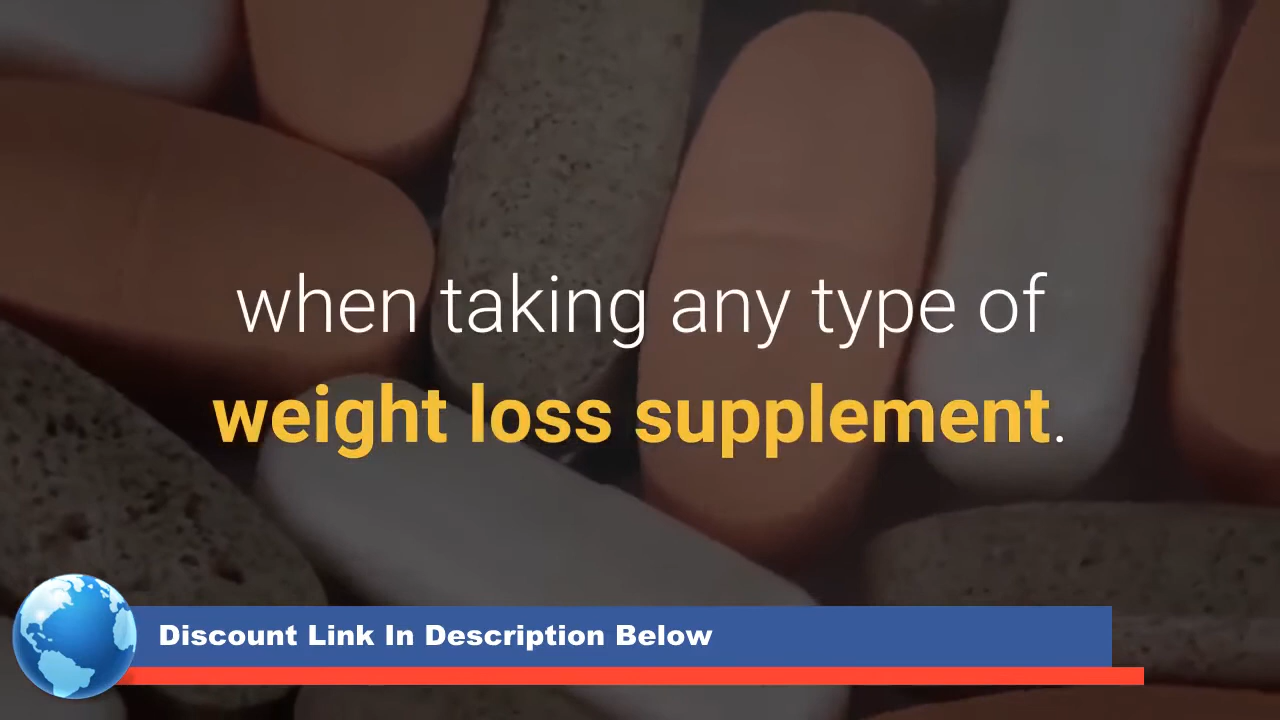 when taking any type of
weight loss supplement.
Discount Link In Description Below